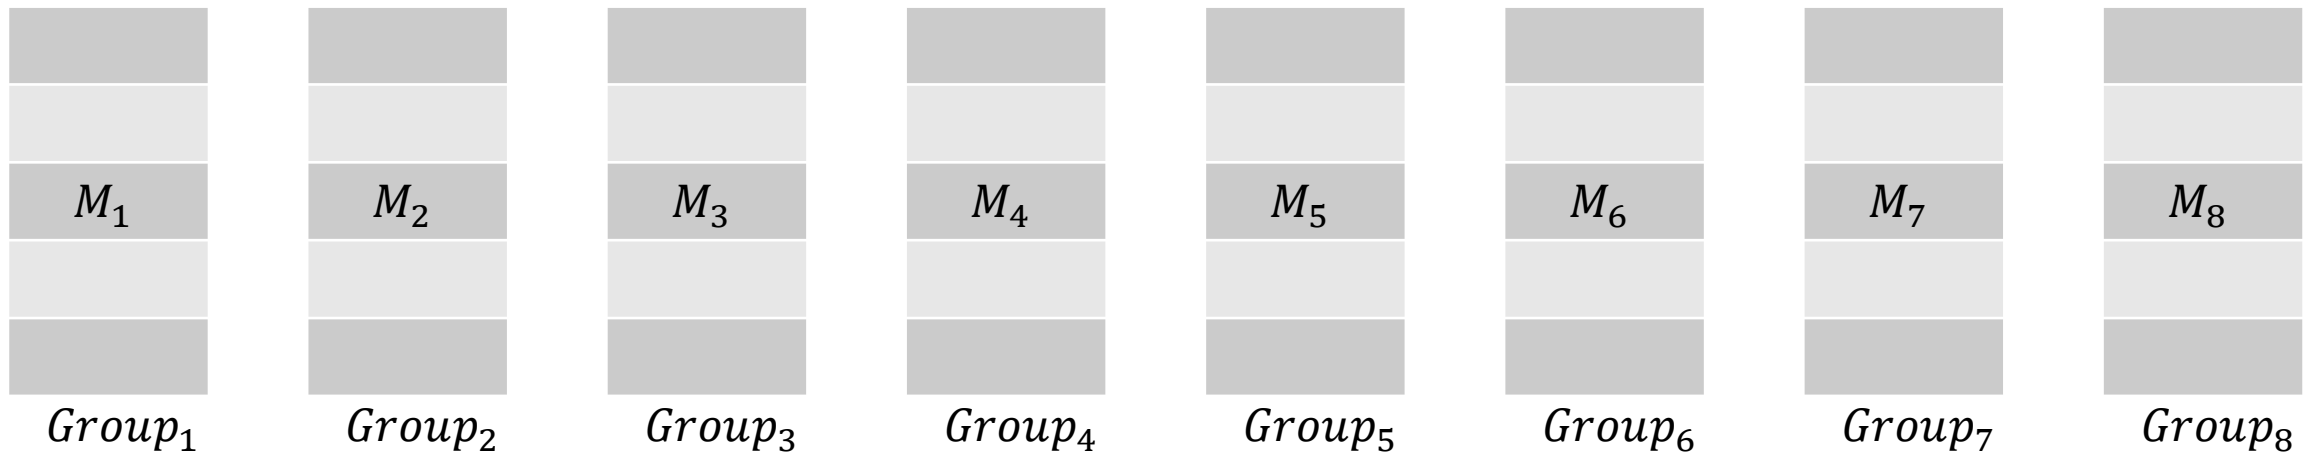 M₁ M₂ M₃ M₄ M₅ M₆ M₇ M₈
Group₁ Group₂ Group₃ Group₄ Group₅ Group₆ Group₇ Group₈